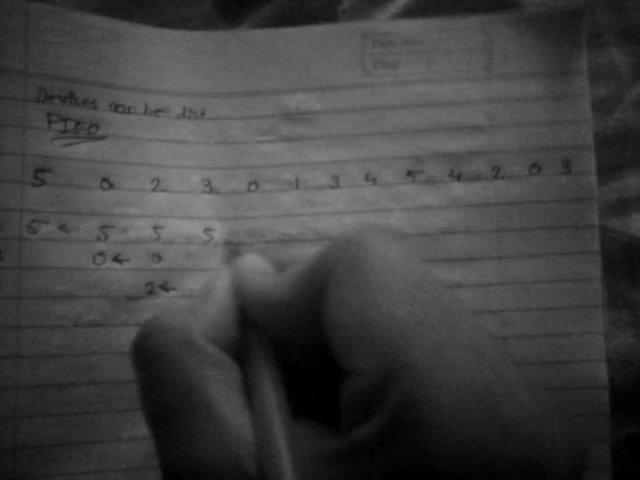 Devices can be
FIFO
5 0 2 3 0 1 3 4 5 4 2 0 3
5 ← 5 5 5
0 ← 0
2 ←